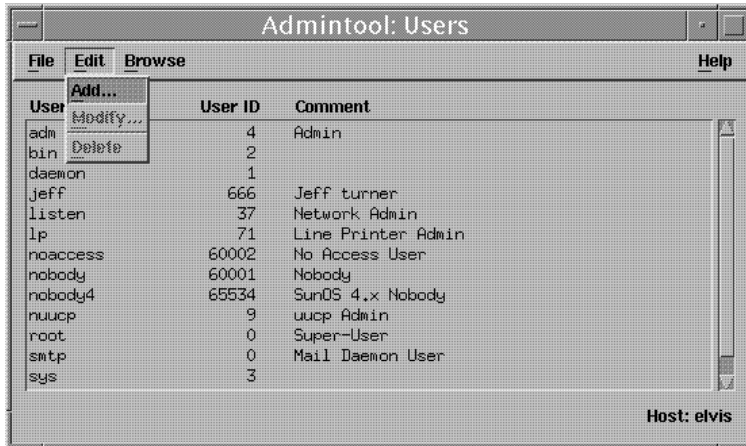 Admintool: Users
File Edit Browse Help
Add...
User User ID Comment
Modify...
adm 4 Admin
Delete
bin 2
daemon 1
jeff 666 Jeff turner
listen 37 Network Admin
lp 71 Line Printer Admin
noaccess 60002 No Access User
nobody 60001 Nobody
nobody4 65534 SunOS 4.x Nobody
nuucp 9 uucp Admin
root 0 Super-User
smtp 0 Mail Daemon User
sys 3
Host: elvis